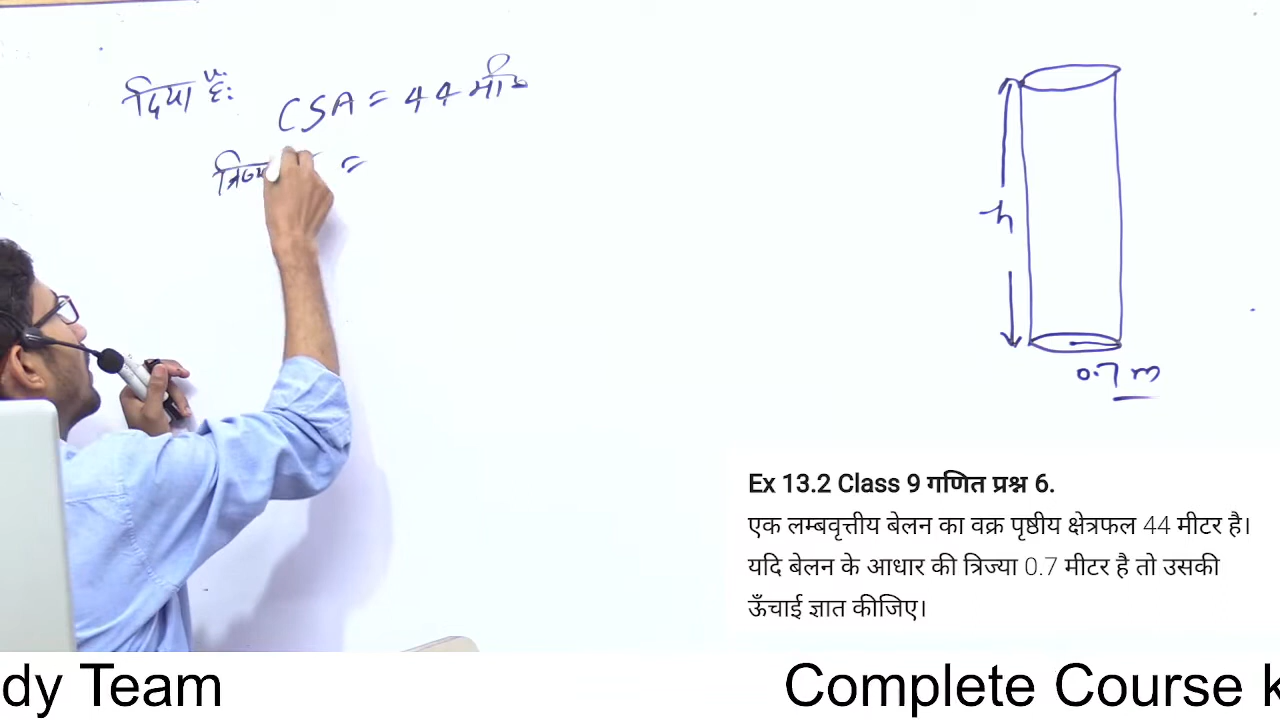 दिया है:
CSA = 44 मी²
त्रिज्या =
h
0.7 m
Ex 13.2 Class 9 गणित प्रश्न 6.
एक लम्बवृत्तीय बेलन का वक्र पृष्ठीय क्षेत्रफल 44 मीटर है।
यदि बेलन के आधार की त्रिज्या 0.7 मीटर है तो उसकी
ऊँचाई ज्ञात कीजिए।
dy Team Complete Course k